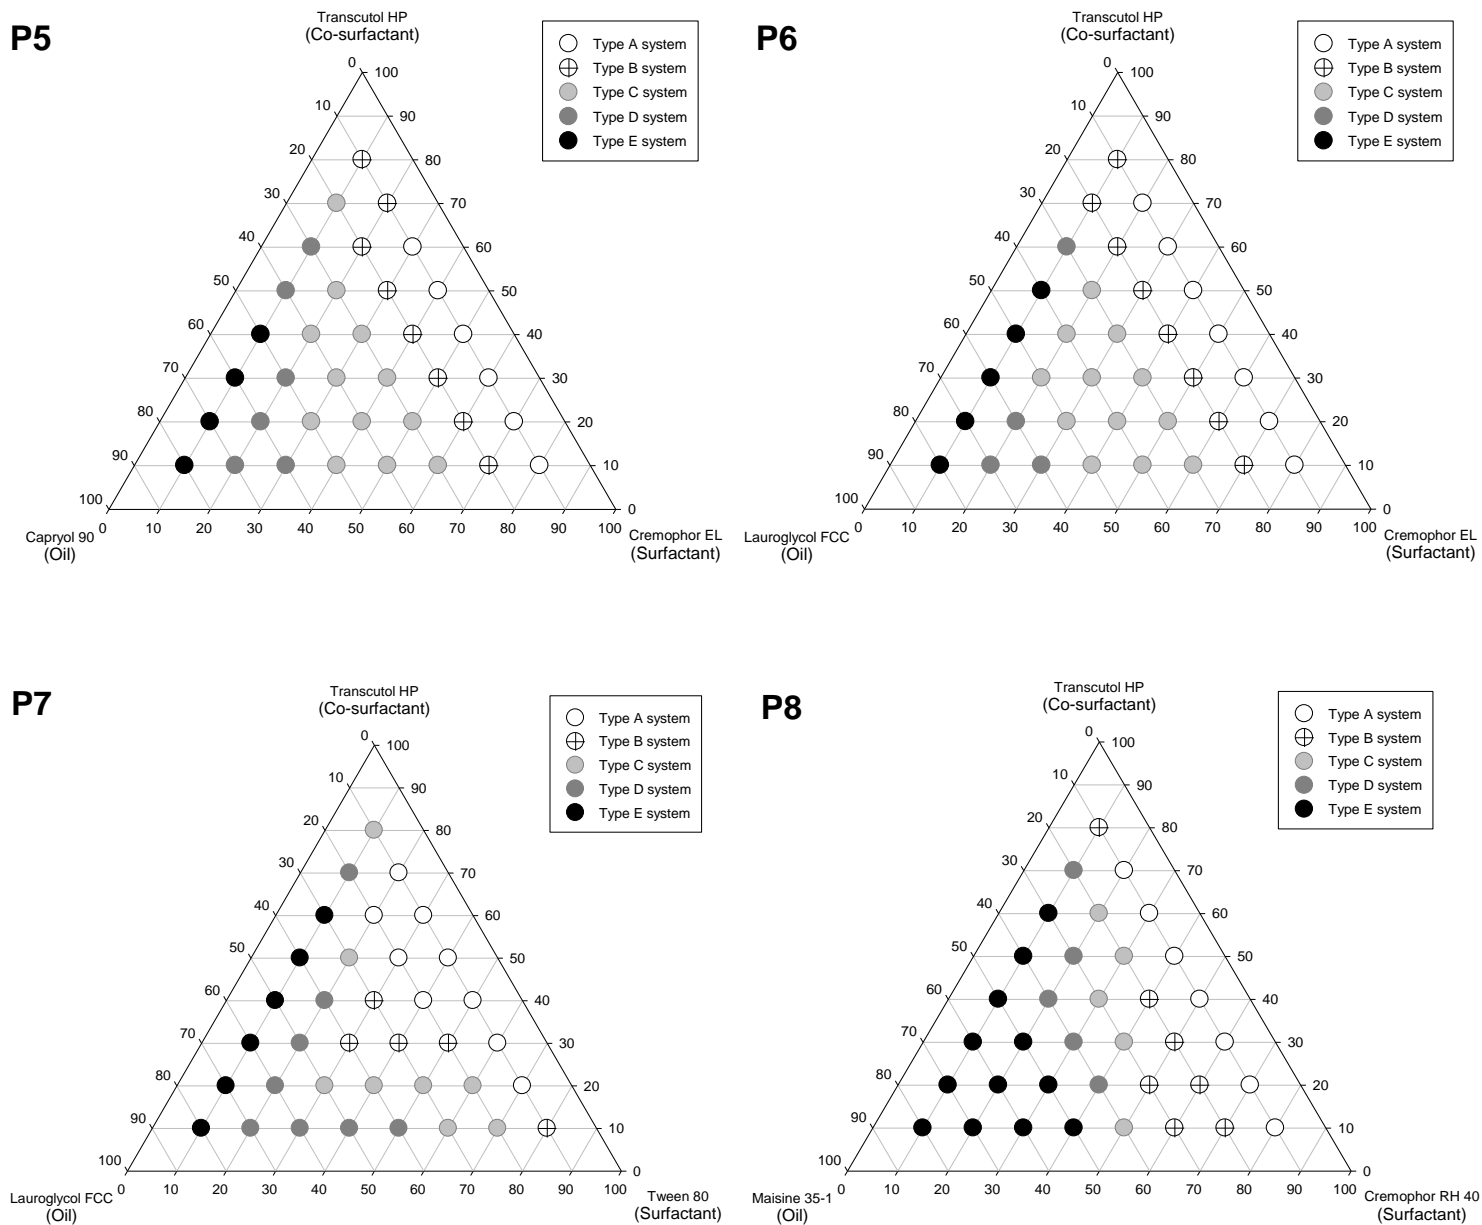 P5
Transcutol HP
(Co-surfactant)
Type A system
Type B system
Type C system
Type D system
Type E system
0
100
10
90
20
80
30
70
40
60
50
50
60
40
70
30
80
20
90
10
100
0
0 10 20 30 40 50 60 70 80 90 100
Capryol 90
(Oil)
Cremophor EL
(Surfactant)
P6
Transcutol HP
(Co-surfactant)
Type A system
Type B system
Type C system
Type D system
Type E system
0
100
10
90
20
80
30
70
40
60
50
50
60
40
70
30
80
20
90
10
100
0
0 10 20 30 40 50 60 70 80 90 100
Lauroglycol FCC
(Oil)
Cremophor EL
(Surfactant)
P7
Transcutol HP
(Co-surfactant)
Type A system
Type B system
Type C system
Type D system
Type E system
0
100
10
90
20
80
30
70
40
60
50
50
60
40
70
30
80
20
90
10
100
0
0 10 20 30 40 50 60 70 80 90 100
Lauroglycol FCC
(Oil)
Tween 80
(Surfactant)
P8
Transcutol HP
(Co-surfactant)
Type A system
Type B system
Type C system
Type D system
Type E system
0
100
10
90
20
80
30
70
40
60
50
50
60
40
70
30
80
20
90
10
100
0
0 10 20 30 40 50 60 70 80 90 100
Maisine 35-1
(Oil)
Cremophor RH 40
(Surfactant)